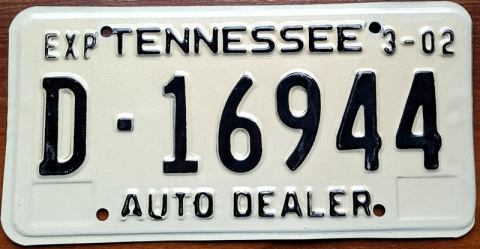 EXP TENNESSEE 3-02
D-16944
AUTO DEALER